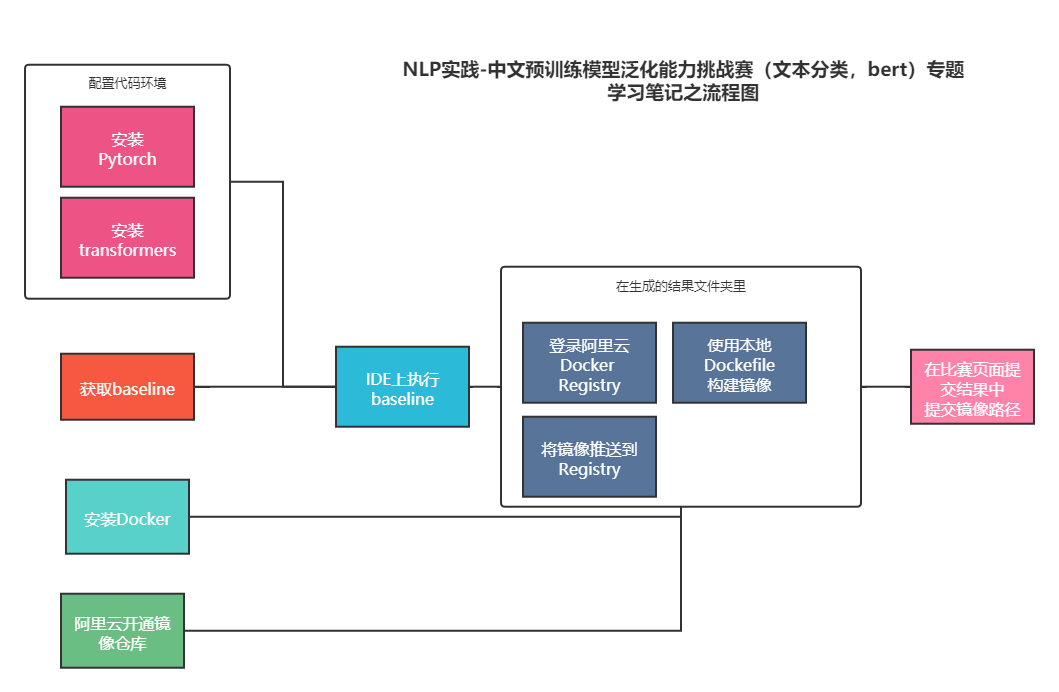 NLP实践-中文预训练模型泛化能力挑战赛（文本分类，bert）专题
学习笔记之流程图
配置代码环境
安装
Pytorch
安装
transformers
获取baseline
IDE上执行
baseline
在生成的结果文件夹里
登录阿里云
Docker
Registry
使用本地
Dockefile
构建镜像
将镜像推送到
Registry
在比赛页面提
交结果中
提交镜像路径
安装Docker
阿里云开通镜
像仓库